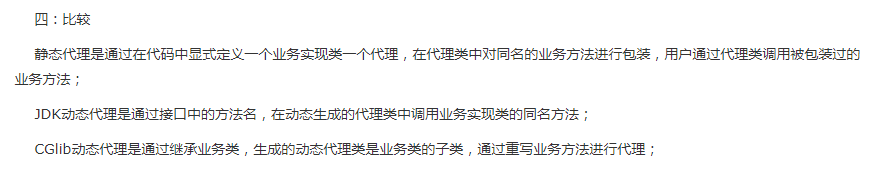 四：比较
静态代理是通过在代码中显式定义一个业务实现类一个代理，在代理类中对同名的业务方法进行包装，用户通过代理类调用被包装过的
业务方法；
JDK动态代理是通过接口中的方法名，在动态生成的代理类中调用业务实现类的同名方法；
CGlib动态代理是通过继承业务类，生成的动态代理类是业务类的子类，通过重写业务方法进行代理；